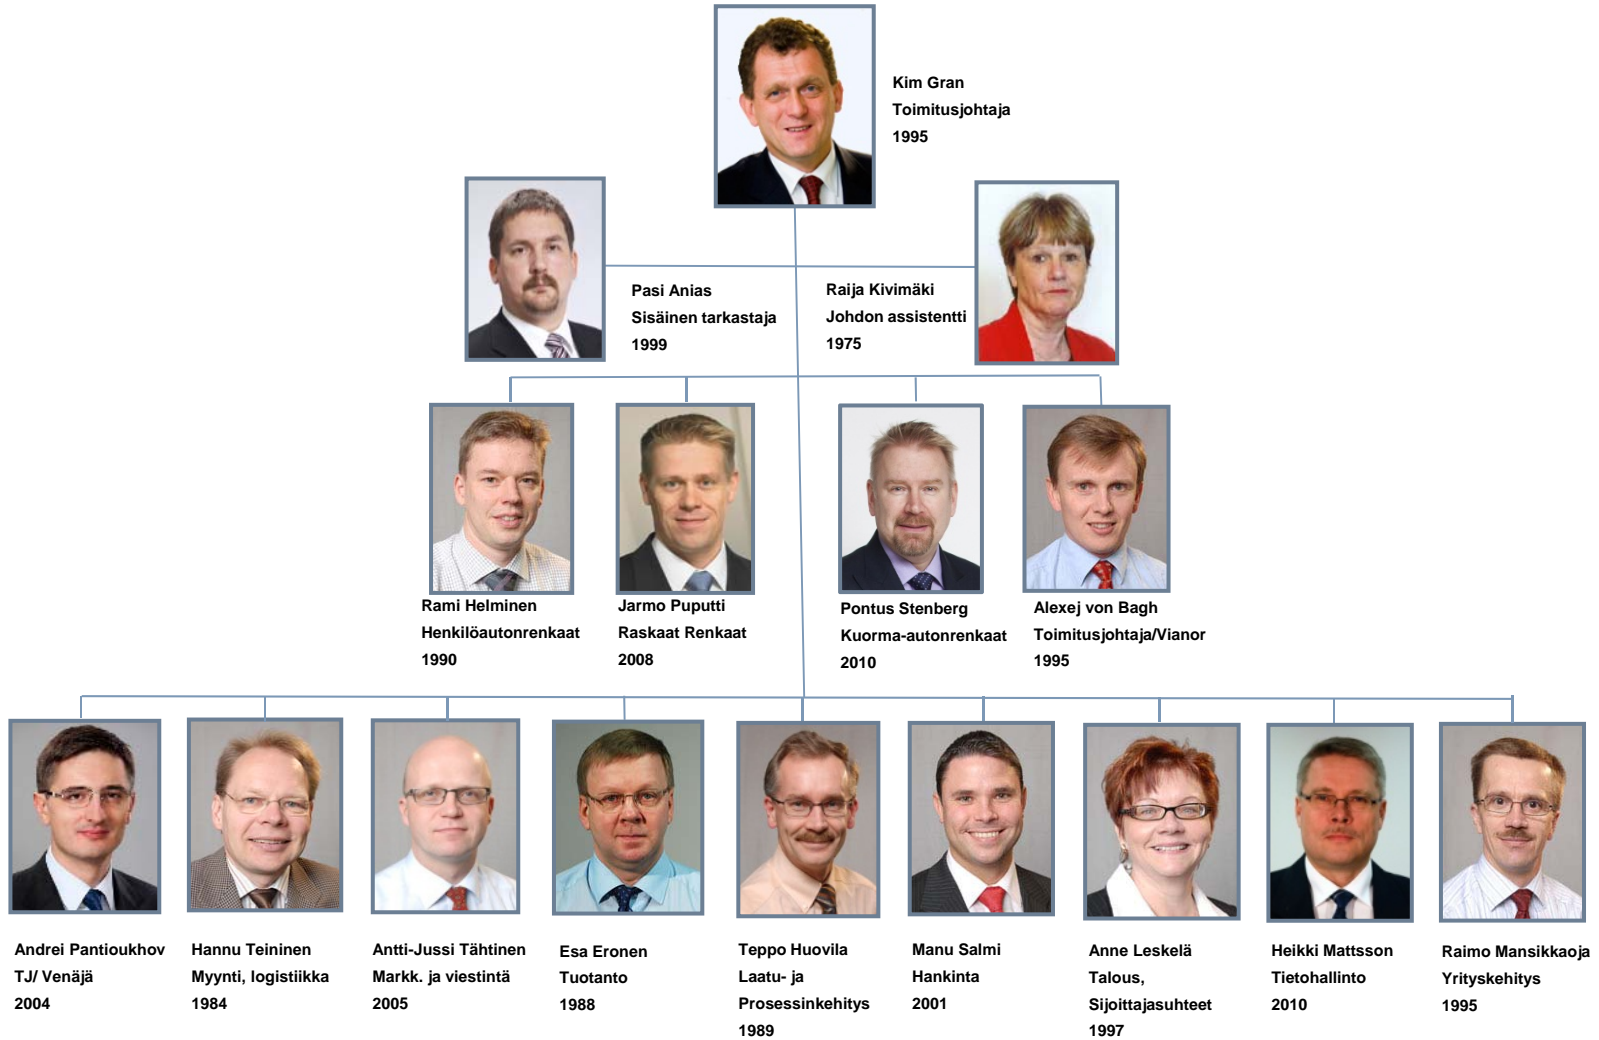 Kim Gran
Toimitusjohtaja
1995
Pasi Anias
Sisäinen tarkastaja
1999
Raija Kivimäki
Johdon assistentti
1975
Rami Helminen
Henkilöautonrenkaat
1990
Jarmo Puputti
Raskaat Renkaat
2008
Pontus Stenberg
Kuorma-autonrenkaat
2010
Alexej von Bagh
Toimitusjohtaja/Vianor
1995
Andrei Pantioukhov
TJ/ Venäjä
2004
Hannu Teininen
Myynti, logistiikka
1984
Antti-Jussi Tähtinen
Markk. ja viestintä
2005
Esa Eronen
Tuotanto
1988
Teppo Huovila
Laatu- ja
Prosessinkehitys
1989
Manu Salmi
Hankinta
2001
Anne Leskelä
Talous,
Sijoittajasuhteet
1997
Heikki Mattsson
Tietohallinto
2010
Raimo Mansikkaoja
Yrityskehitys
1995